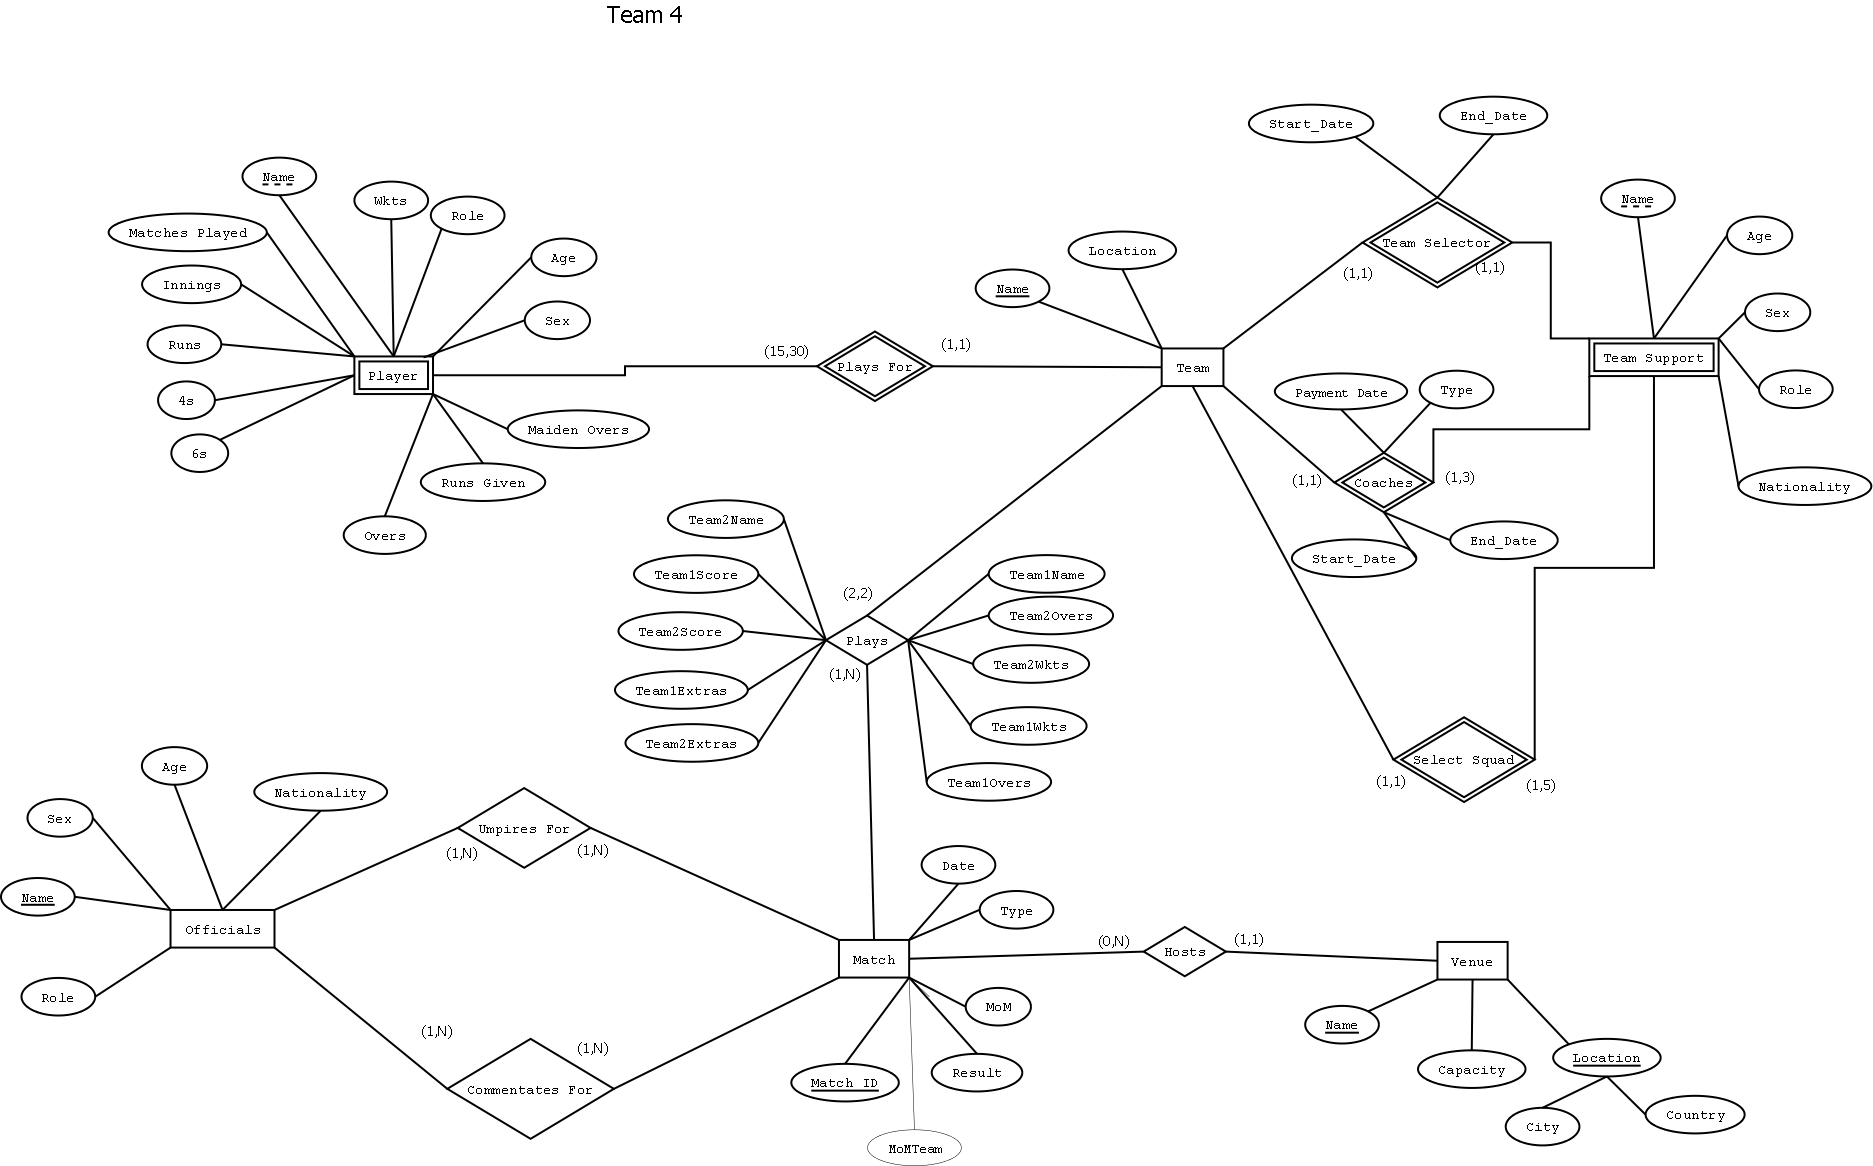 Team 4
End_Date
Start_Date
Name
Wkts
Role
Matches Played
Age
Innings
Sex
Runs
4s
6s
Player
Maiden Overs
Runs Given
Overs
(15,30)
Plays For
(1,1)
Name
Location
Team
Team Selector
(1,1)
(1,1)
Name
Age
Sex
Team Support
Role
Nationality
Payment Date
Type
(1,1)
Coaches
(1,3)
Start_Date
End_Date
Team2Name
Team1Score
Team2Score
Team1Extras
Team2Extras
(2,2)
Plays
(1,N)
Team1Name
Team2Overs
Team2Wkts
Team1Wkts
Team1Overs
Select Squad
(1,1)
(1,5)
Age
Nationality
Sex
Name
Officials
Role
Umpires For
(1,N)
(1,N)
(1,N)
(1,N)
Commentates For
Date
Type
Match
(0,N)
Hosts
(1,1)
Venue
MoM
Result
Match ID
MoMTeam
Name
Capacity
Location
City
Country